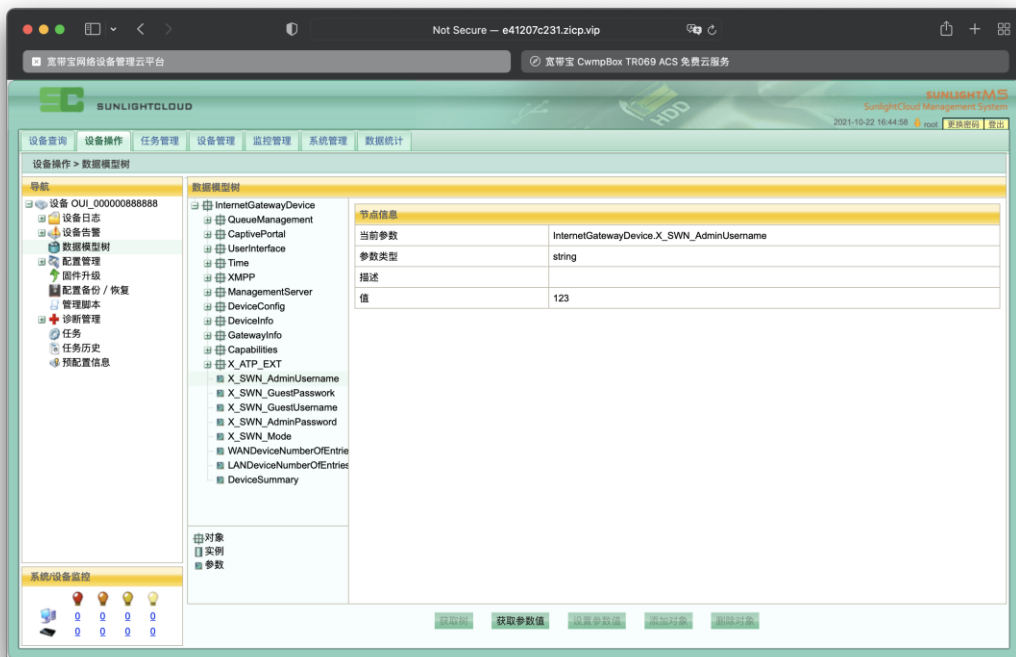 Not Secure — e41207c231.zicp.vip
宽带宝网络设备管理云平台
宽带宝 CwmpBox TR069 ACS 免费云服务
SC SUNLIGHTCLOUD
HDD
SUNLIGHTMS
SunlightCloud Management System
2021-10-22 16:44:58 root 更换密码 登出
设备查询 设备操作 任务管理 设备管理 监控管理 系统管理 数据统计
设备操作 > 数据模型树
导航
设备 OUI_000000888888
设备日志
设备告警
数据模型树
配置管理
固件升级
配置备份 / 恢复
管理脚本
诊断管理
任务
任务历史
预配置信息
系统/设备监控
0 0 0 0
0 0 0 0
数据模型树
InternetGatewayDevice
QueueManagement
CaptivePortal
UserInterface
Time
XMPP
ManagementServer
DeviceConfig
DeviceInfo
GatewayInfo
Capabilities
X_ATP_EXT
X_SWN_AdminUsername
X_SWN_GuestPasswork
X_SWN_GuestUsername
X_SWN_AdminPassword
X_SWN_Mode
WANDeviceNumberOfEntrie
LANDeviceNumberOfEntries
DeviceSummary
对象
实例
参数
节点信息
当前参数 InternetGatewayDevice.X_SWN_AdminUsername
参数类型 string
描述
值 123
获取树 获取参数值 设置参数值 添加对象 删除对象